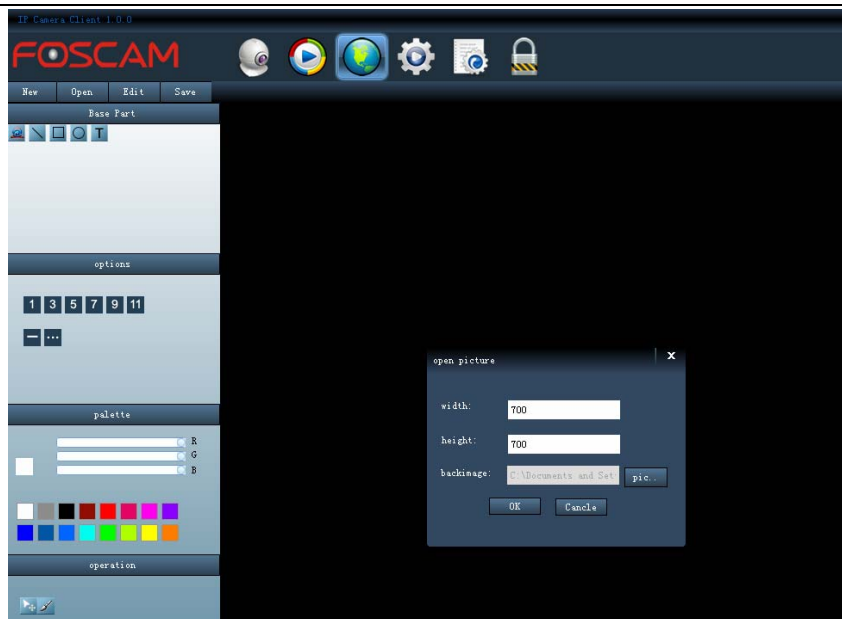 IP Camera Client 1.0.0
FOSCAM
New Open Edit Save
Base Part
T
options
1 3 5 7 9 11
palette
R
G
B
operation
open picture x
width: 700
height: 700
backimage: C:\Documents and Set pic..
OK Cancle